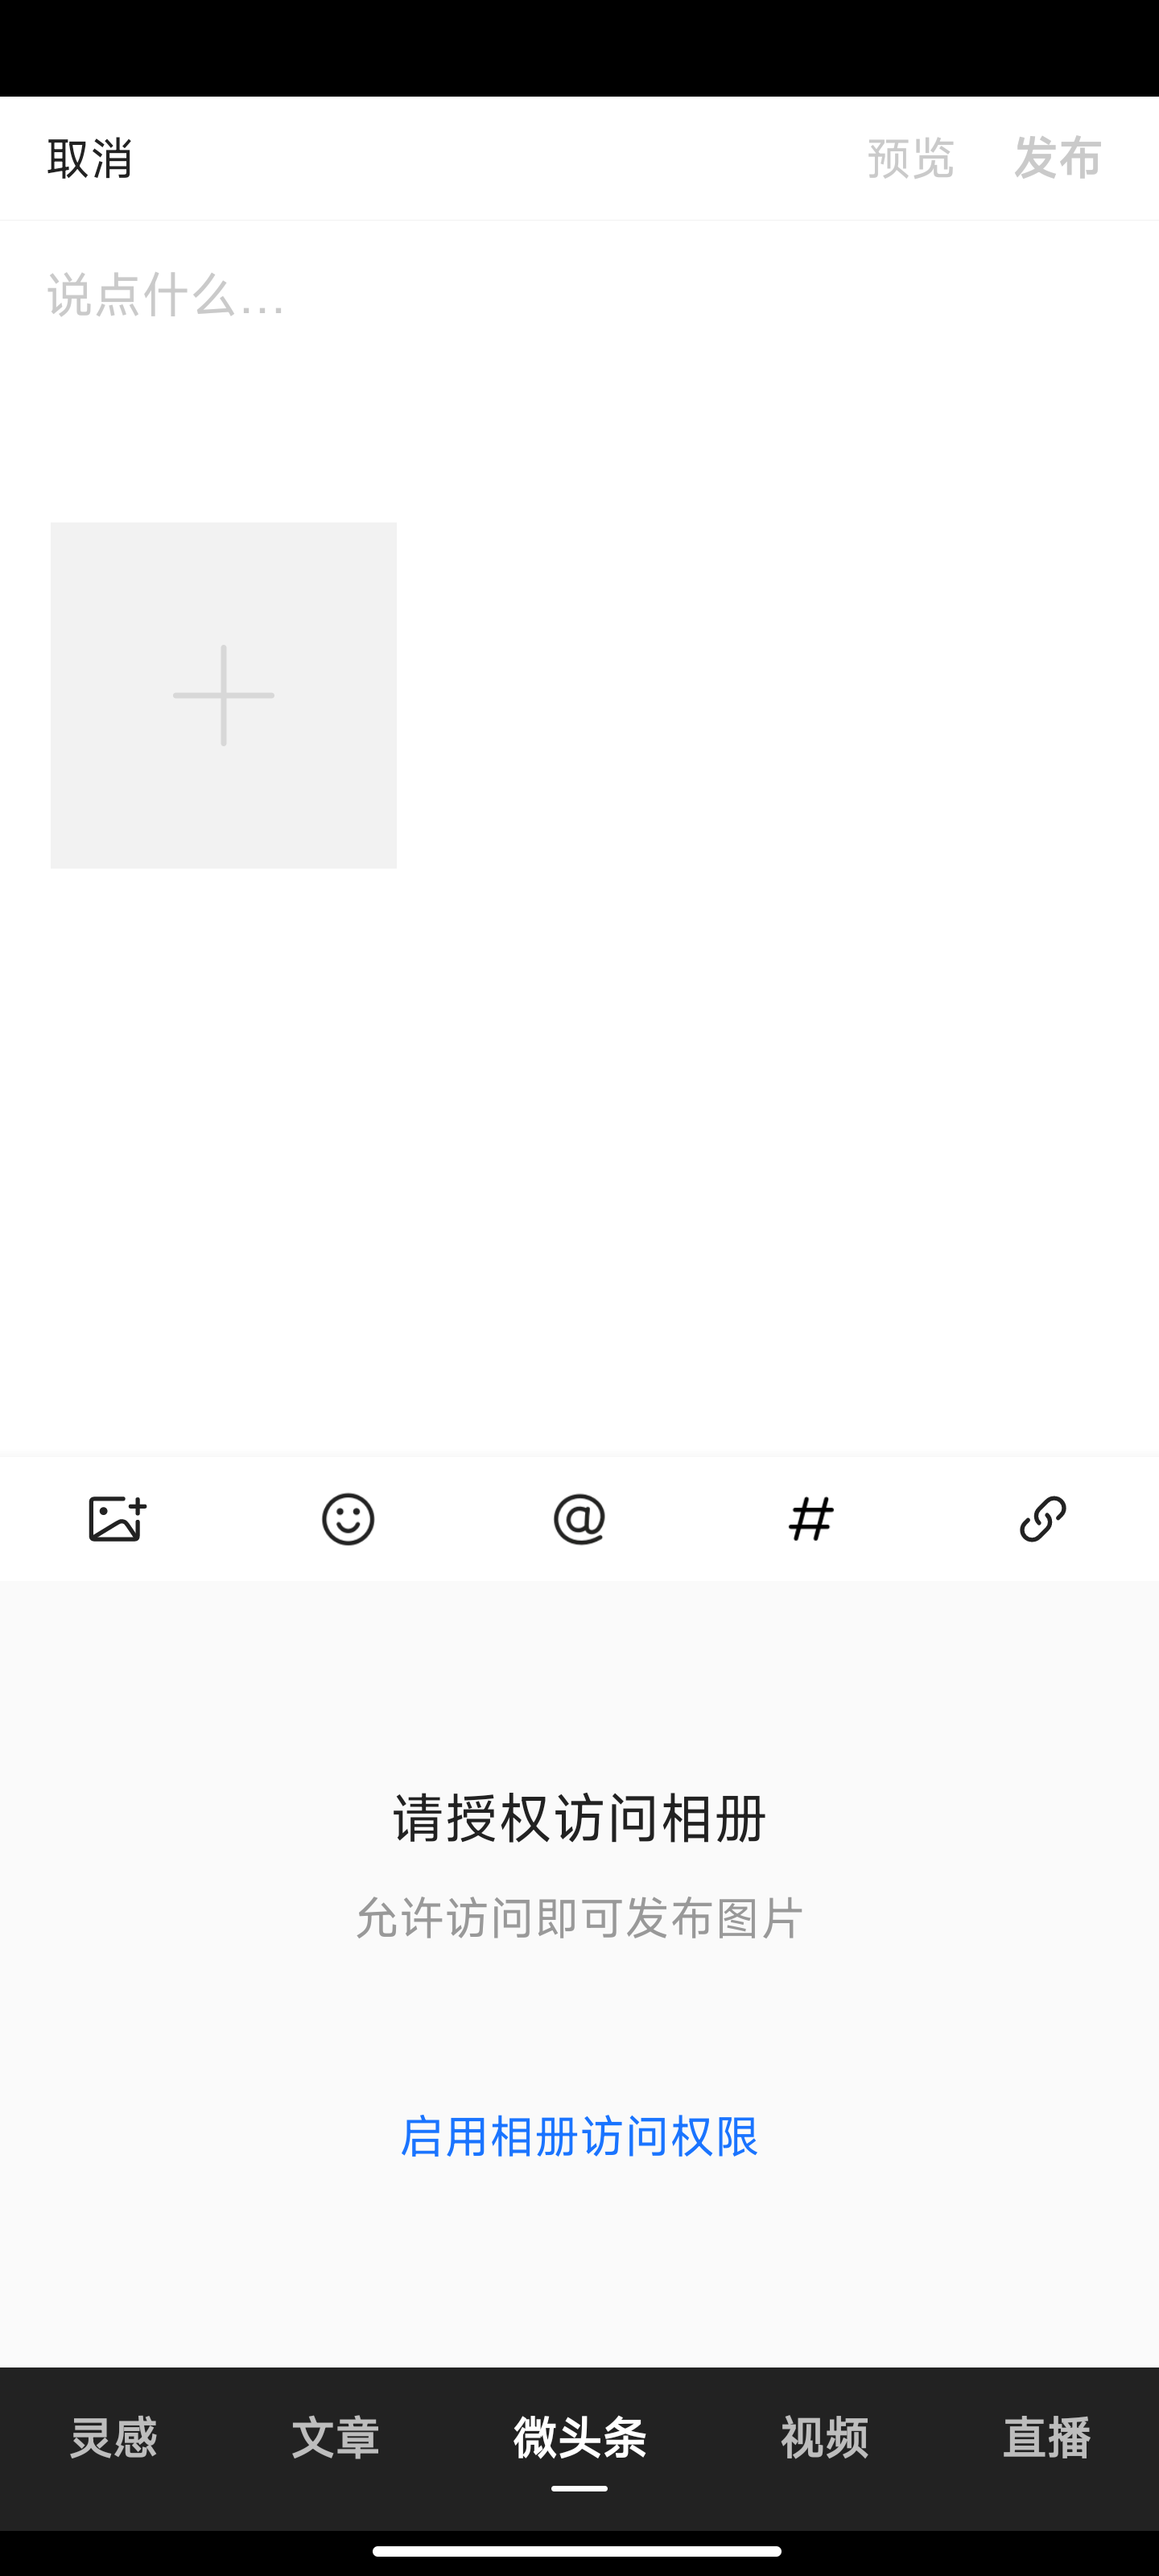 取消 预览 发布
说点什么...
@ #
请授权访问相册
允许访问即可发布图片
启用相册访问权限
灵感 文章 微头条 视频 直播